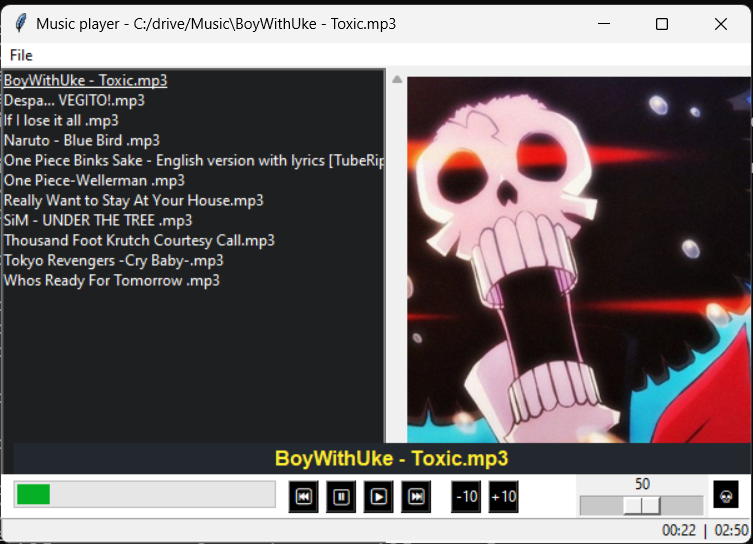 Music player - C:/drive/Music\BoyWithUke - Toxic.mp3
File
BoyWithUke - Toxic.mp3
Despa... VEGITO!.mp3
If I lose it all .mp3
Naruto - Blue Bird .mp3
One Piece Binks Sake - English version with lyrics [TubeRip
One Piece-Wellerman .mp3
Really Want to Stay At Your House.mp3
SiM - UNDER THE TREE .mp3
Thousand Foot Krutch Courtesy Call.mp3
Tokyo Revengers -Cry Baby-.mp3
Whos Ready For Tomorrow .mp3
BoyWithUke - Toxic.mp3
-10 +10
50
00:22 | 02:50